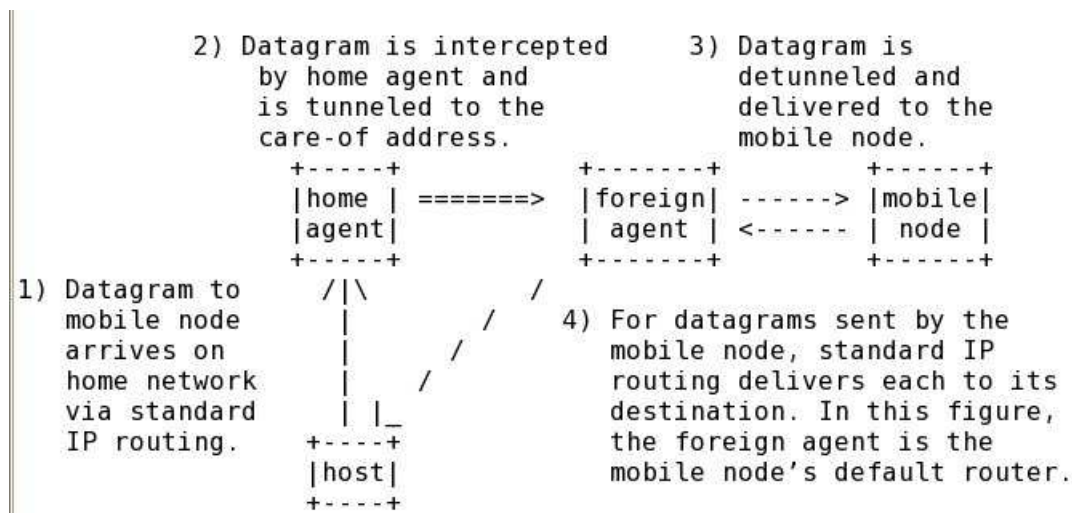 2) Datagram is intercepted
by home agent and
is tunneled to the
care-of address.
3) Datagram is
detunneled and
delivered to the
mobile node.
home
agent
foreign
agent
mobile
node
1) Datagram to
mobile node
arrives on
home network
via standard
IP routing.
4) For datagrams sent by the
mobile node, standard IP
routing delivers each to its
destination. In this figure,
the foreign agent is the
mobile node's default router.
host